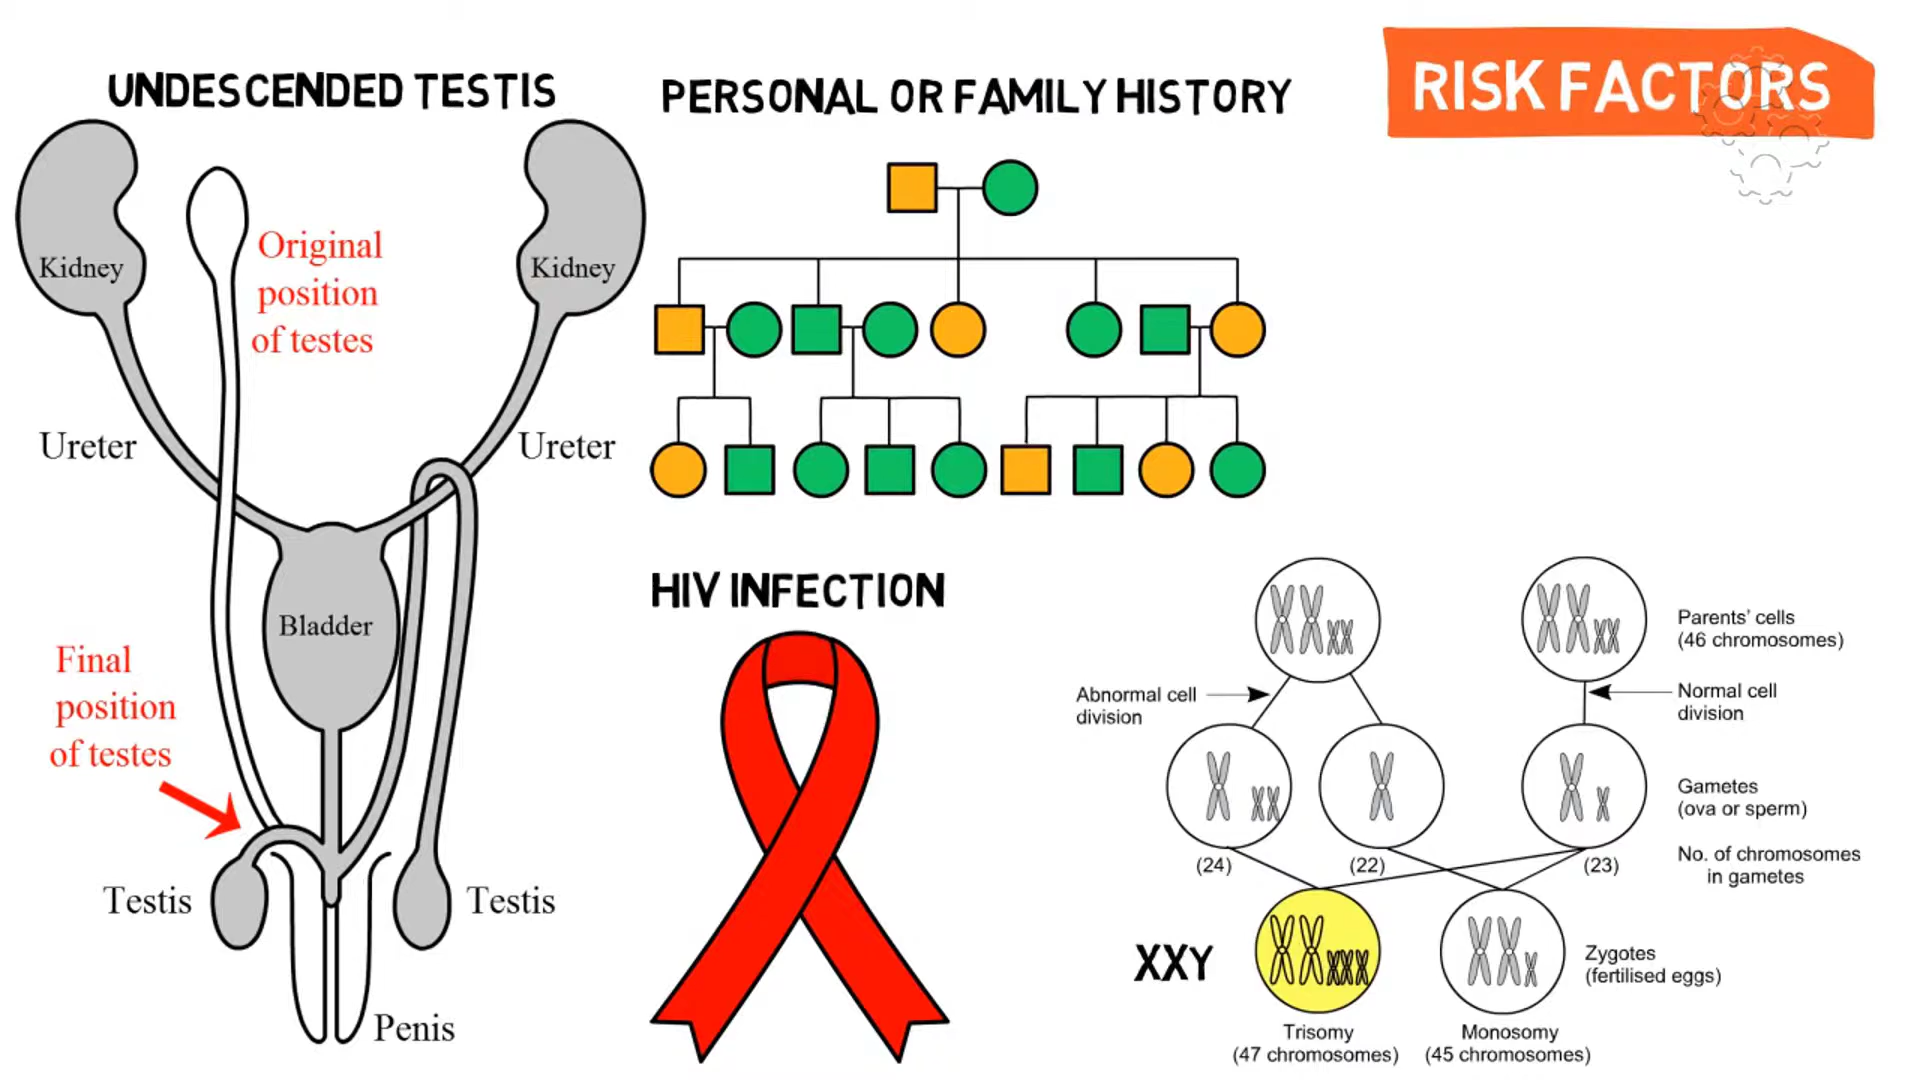 RISK FACTORS
UNDESCENDED TESTIS
Kidney
Kidney
Original
position
of testes
Ureter
Ureter
Bladder
Final
position
of testes
Testis
Testis
Penis
PERSONAL OR FAMILY HISTORY
HIV INFECTION
Parents' cells
(46 chromosomes)
Abnormal cell
division
Normal cell
division
Gametes
(ova or sperm)
(24)
(22)
(23)
No. of chromosomes
in gametes
XXY
Zygotes
(fertilised eggs)
Trisomy
(47 chromosomes)
Monosomy
(45 chromosomes)